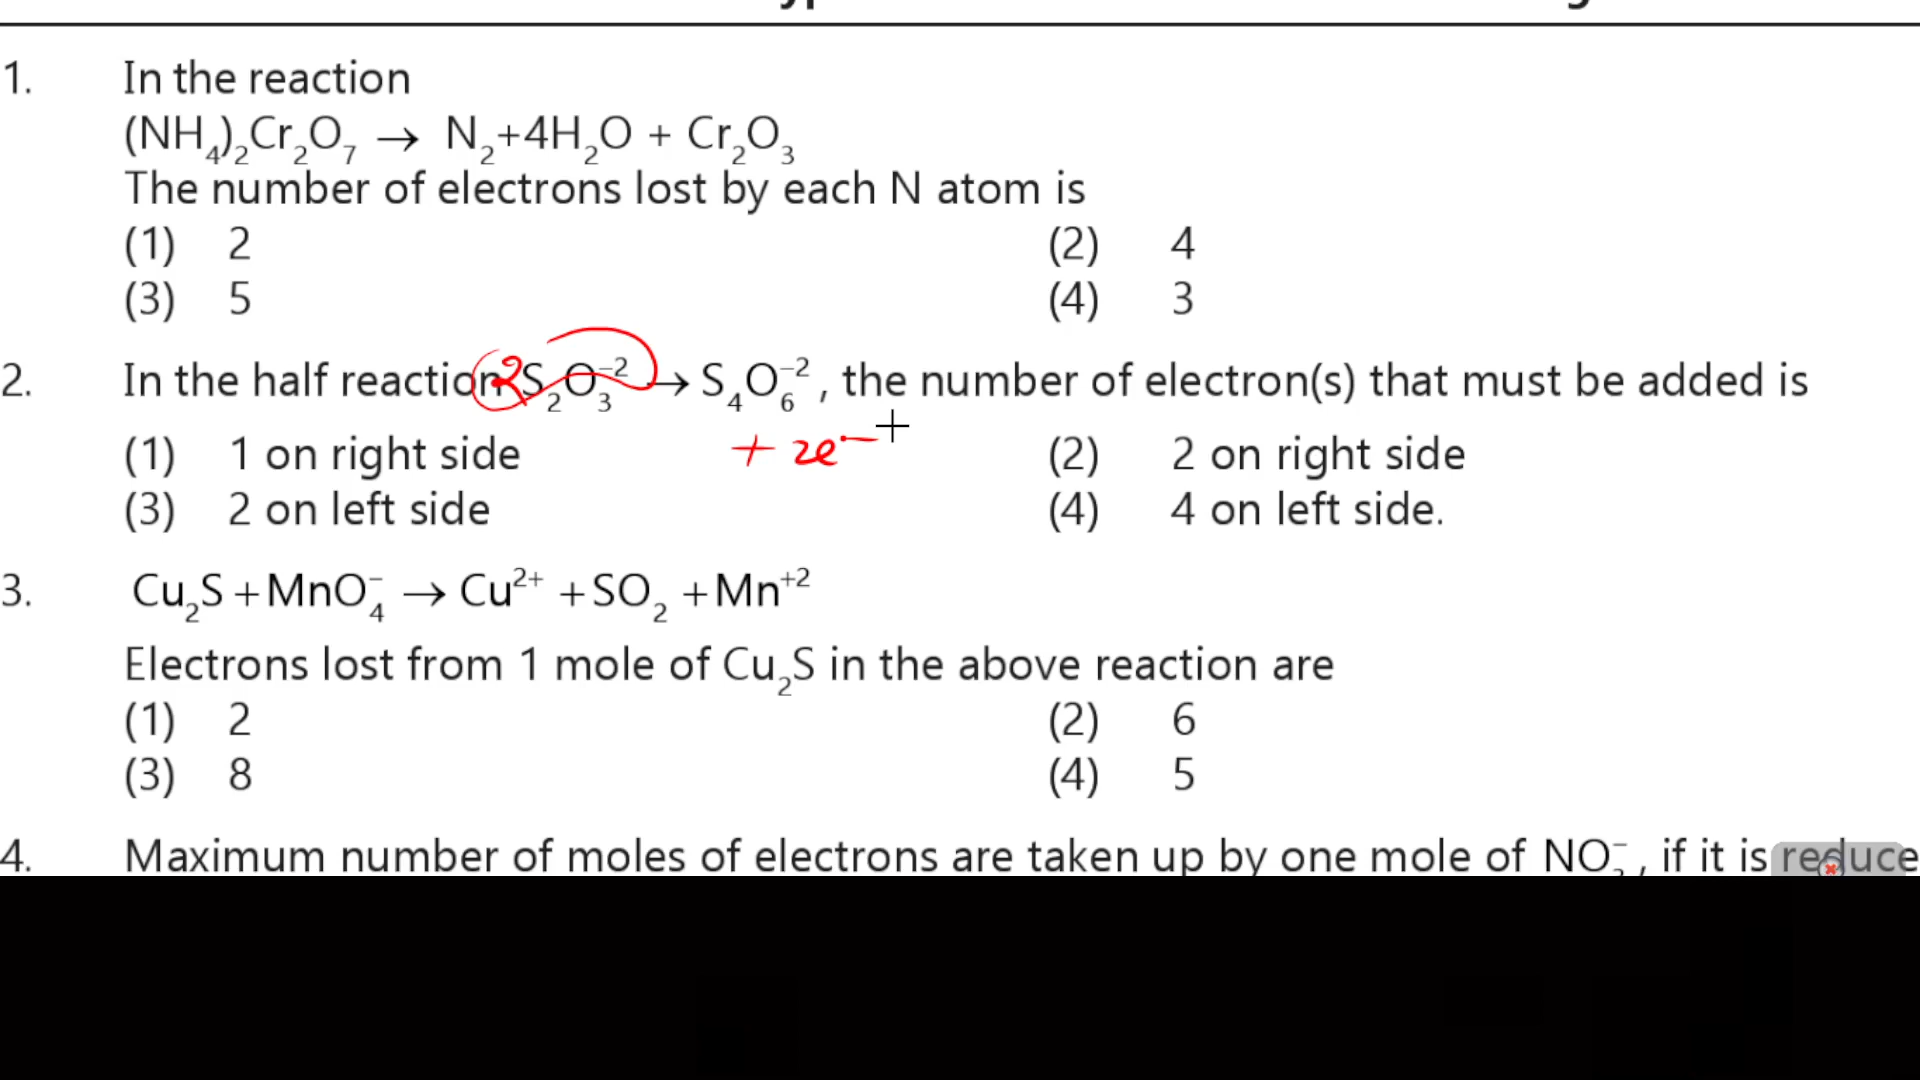 1. In the reaction
(NH₄)₂Cr₂O₇ → N₂+4H₂O + Cr₂O₃
The number of electrons lost by each N atom is
(1) 2 (2) 4
(3) 5 (4) 3
2. In the half reaction 2S₂O₃⁻² → S₄O₆⁻², the number of electron(s) that must be added is
+ 2e⁻
(1) 1 on right side (2) 2 on right side
(3) 2 on left side (4) 4 on left side.
3. Cu₂S+MnO₄⁻ → Cu²⁺ +SO₂ +Mn⁺²
Electrons lost from 1 mole of Cu₂S in the above reaction are
(1) 2 (2) 6
(3) 8 (4) 5
4. Maximum number of moles of electrons are taken up by one mole of NO⁻, if it is reduce